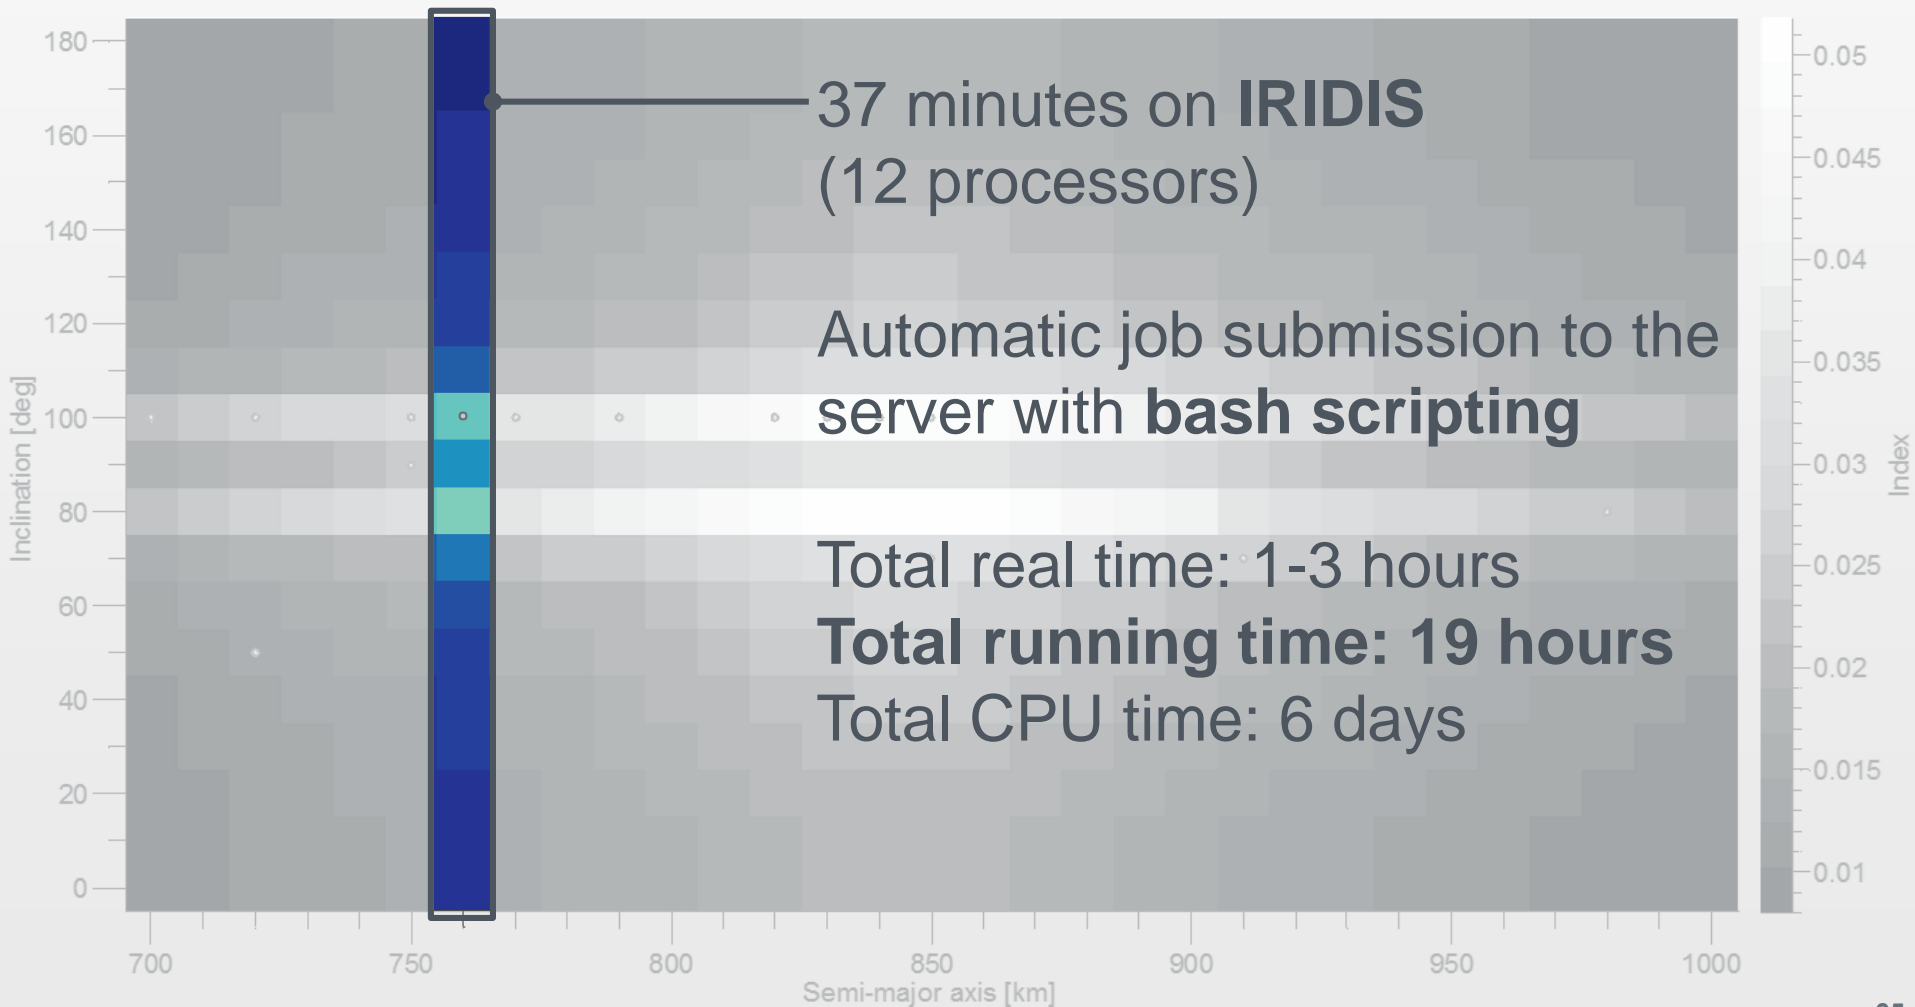 37 minutes on IRIDIS
(12 processors)
Automatic job submission to the
server with bash scripting
Total real time: 1-3 hours
Total running time: 19 hours
Total CPU time: 6 days
Inclination [deg]
180
160
140
120
100
80
60
40
20
0
700
750
800
850
900
950
1000
Semi-major axis [km]
0.05
0.045
0.04
0.035
0.03
0.025
0.02
0.015
0.01
Index